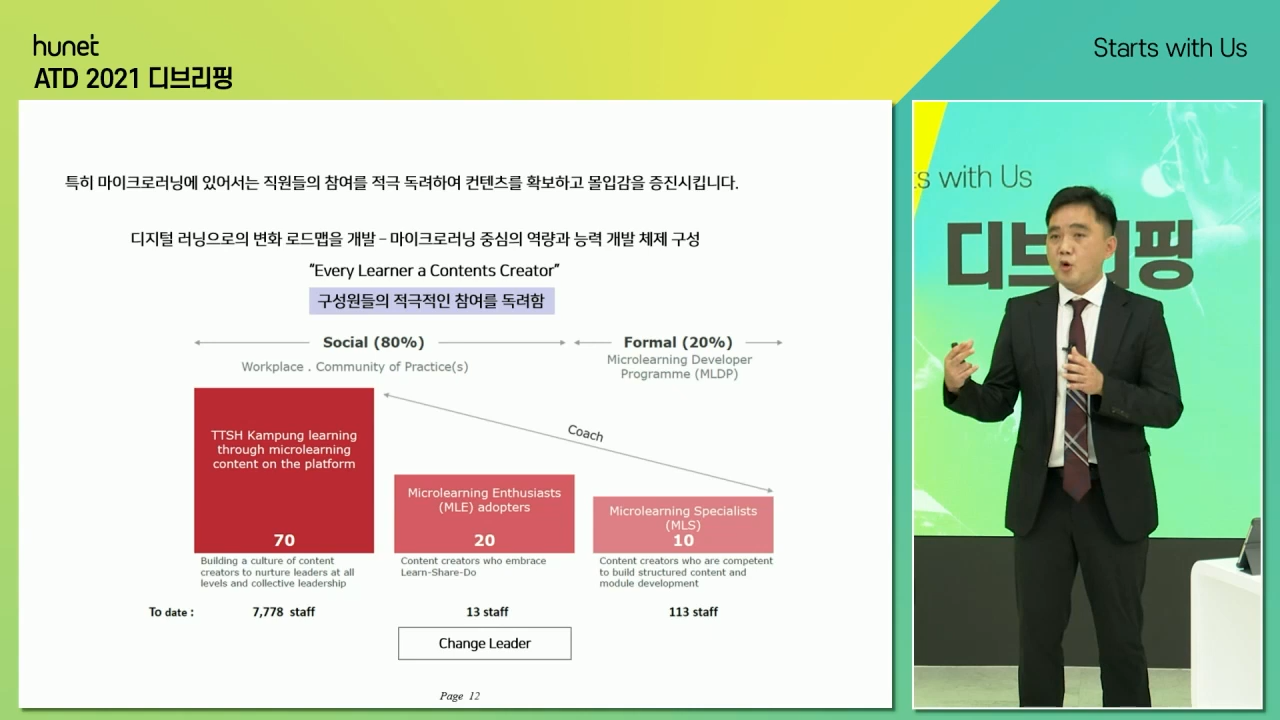 hunet
ATD 2021 디브리핑
Starts with Us
특히 마이크로러닝에 있어서는 직원들의 참여를 적극 독려하여 컨텐츠를 확보하고 몰입감을 증진시킵니다.
디지털 러닝으로의 변화 로드맵을 개발 – 마이크로러닝 중심의 역량과 능력 개발 체제 구성
“Every Learner a Contents Creator”
구성원들의 적극적인 참여를 독려함
Social (80%)
Workplace . Community of Practice(s)
Formal (20%)
Microlearning Developer
Programme (MLDP)
Coach
TTSH Kampung learning
through microlearning
content on the platform
70
Building a culture of content
creators to nurture leaders at all
levels and collective leadership
Microlearning Enthusiasts
(MLE) adopters
20
Content creators who embrace
Learn-Share-Do
Microlearning Specialists
(MLS)
10
Content creators who are competent
to build structured content and
module development
To date : 7,778 staff 13 staff 113 staff
Change Leader
Page 12
ts with Us
디브리핑